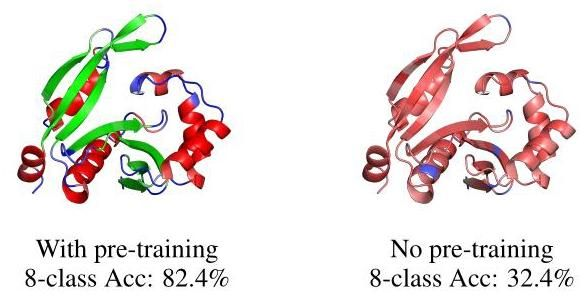 With pre-training
8-class Acc: 82.4%
No pre-training
8-class Acc: 32.4%